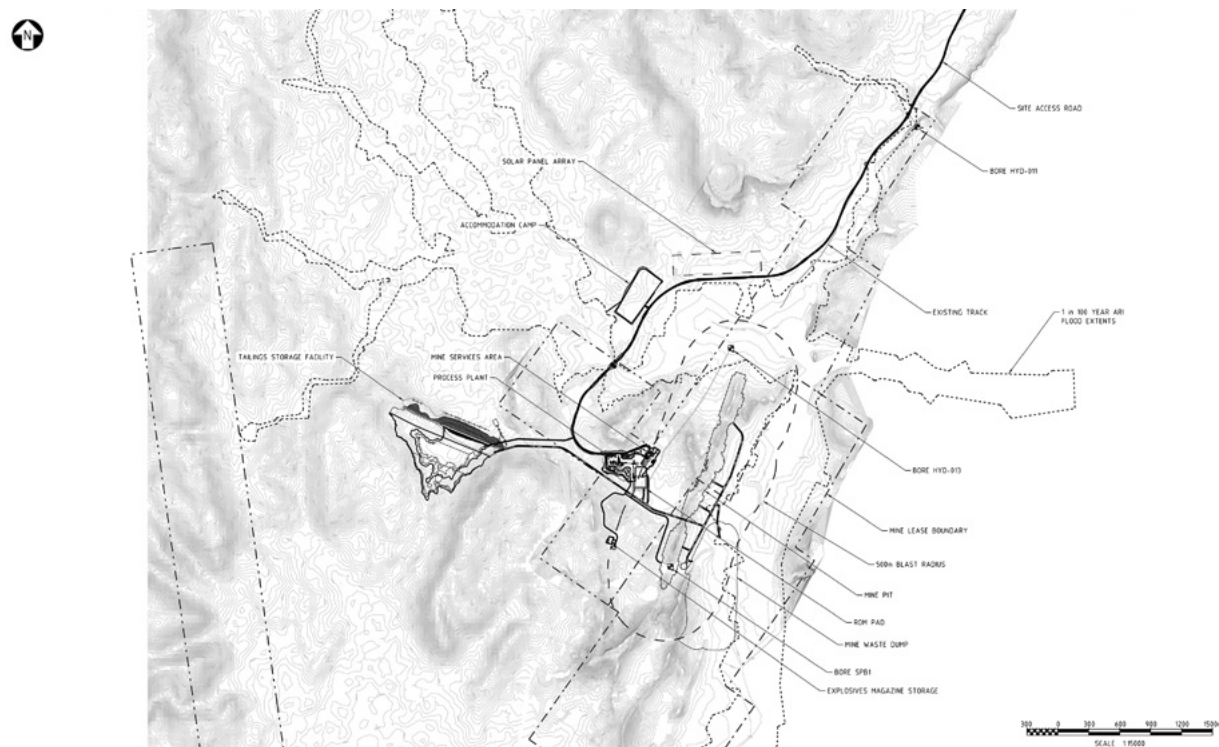 N
SITE ACCESS ROAD
SOLAR PANEL ARRAY
BORE HYD-011
ACCOMMODATION CAMP
EXISTING TRACK
1 in 100 YEAR ARI
FLOOD EXTENTS
MINE SERVICES AREA
TAILINGS STORAGE FACILITY
PROCESS PLANT
BORE HYD-013
MINE LEASE BOUNDARY
500m BLAST RADIUS
MINE PIT
ROM PAD
MINE WASTE DUMP
BORE SPB1
EXPLOSIVES MAGAZINE STORAGE
300 0 300 600 900 1200 1500m
SCALE 1:15000